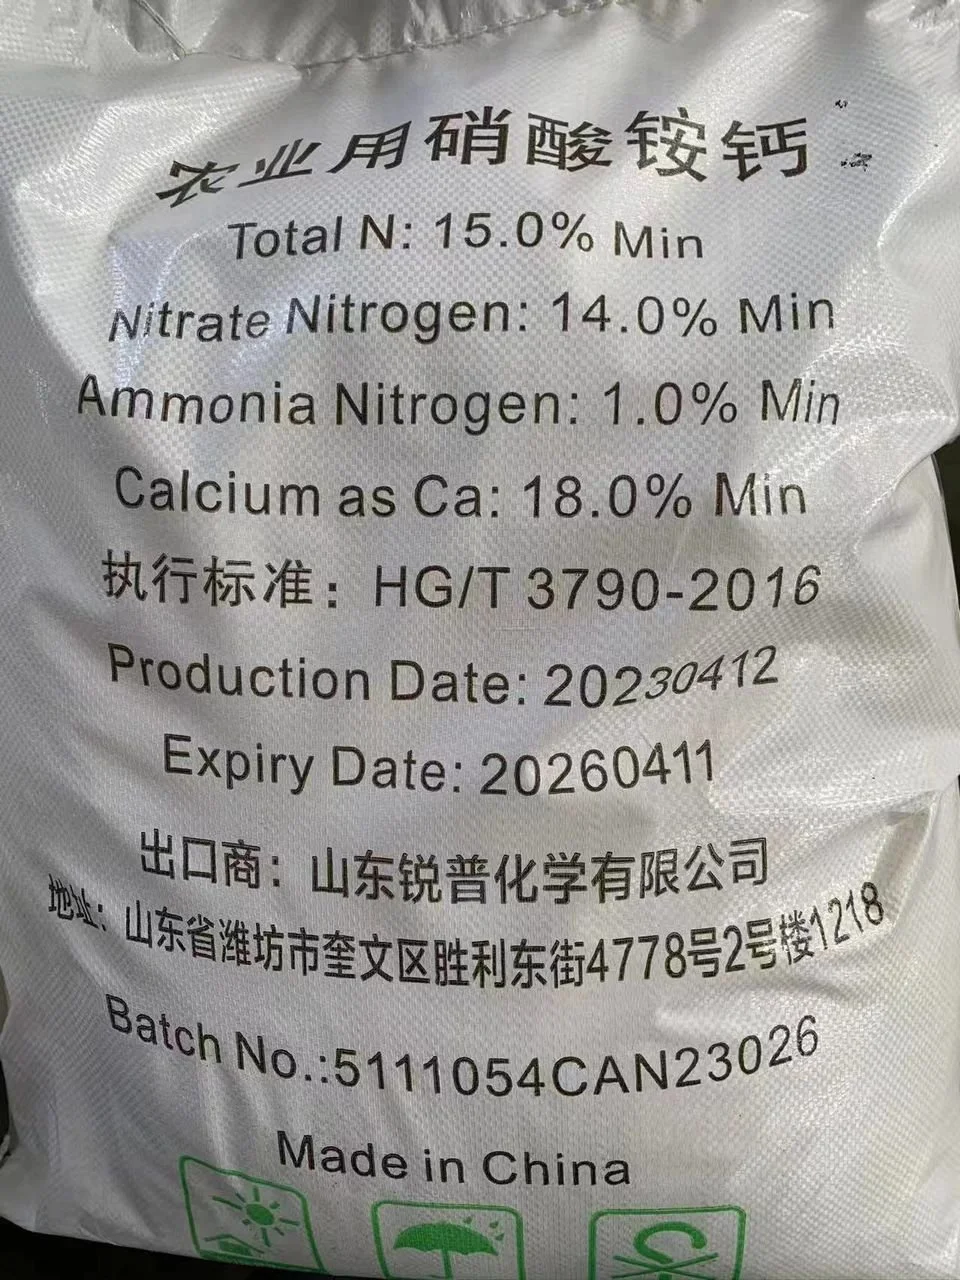 农业用硝酸铵钙
Total N: 15.0% Min
Nitrate Nitrogen: 14.0% Min
Ammonia Nitrogen: 1.0% Min
Calcium as Ca: 18.0% Min
执行标准：HG/T 3790-2016
Production Date: 20230412
Expiry Date: 20260411
出口商：山东锐普化学有限公司
地址：山东省潍坊市奎文区胜利东街4778号2号楼1218
Batch No.:5111054CAN23026
Made in China